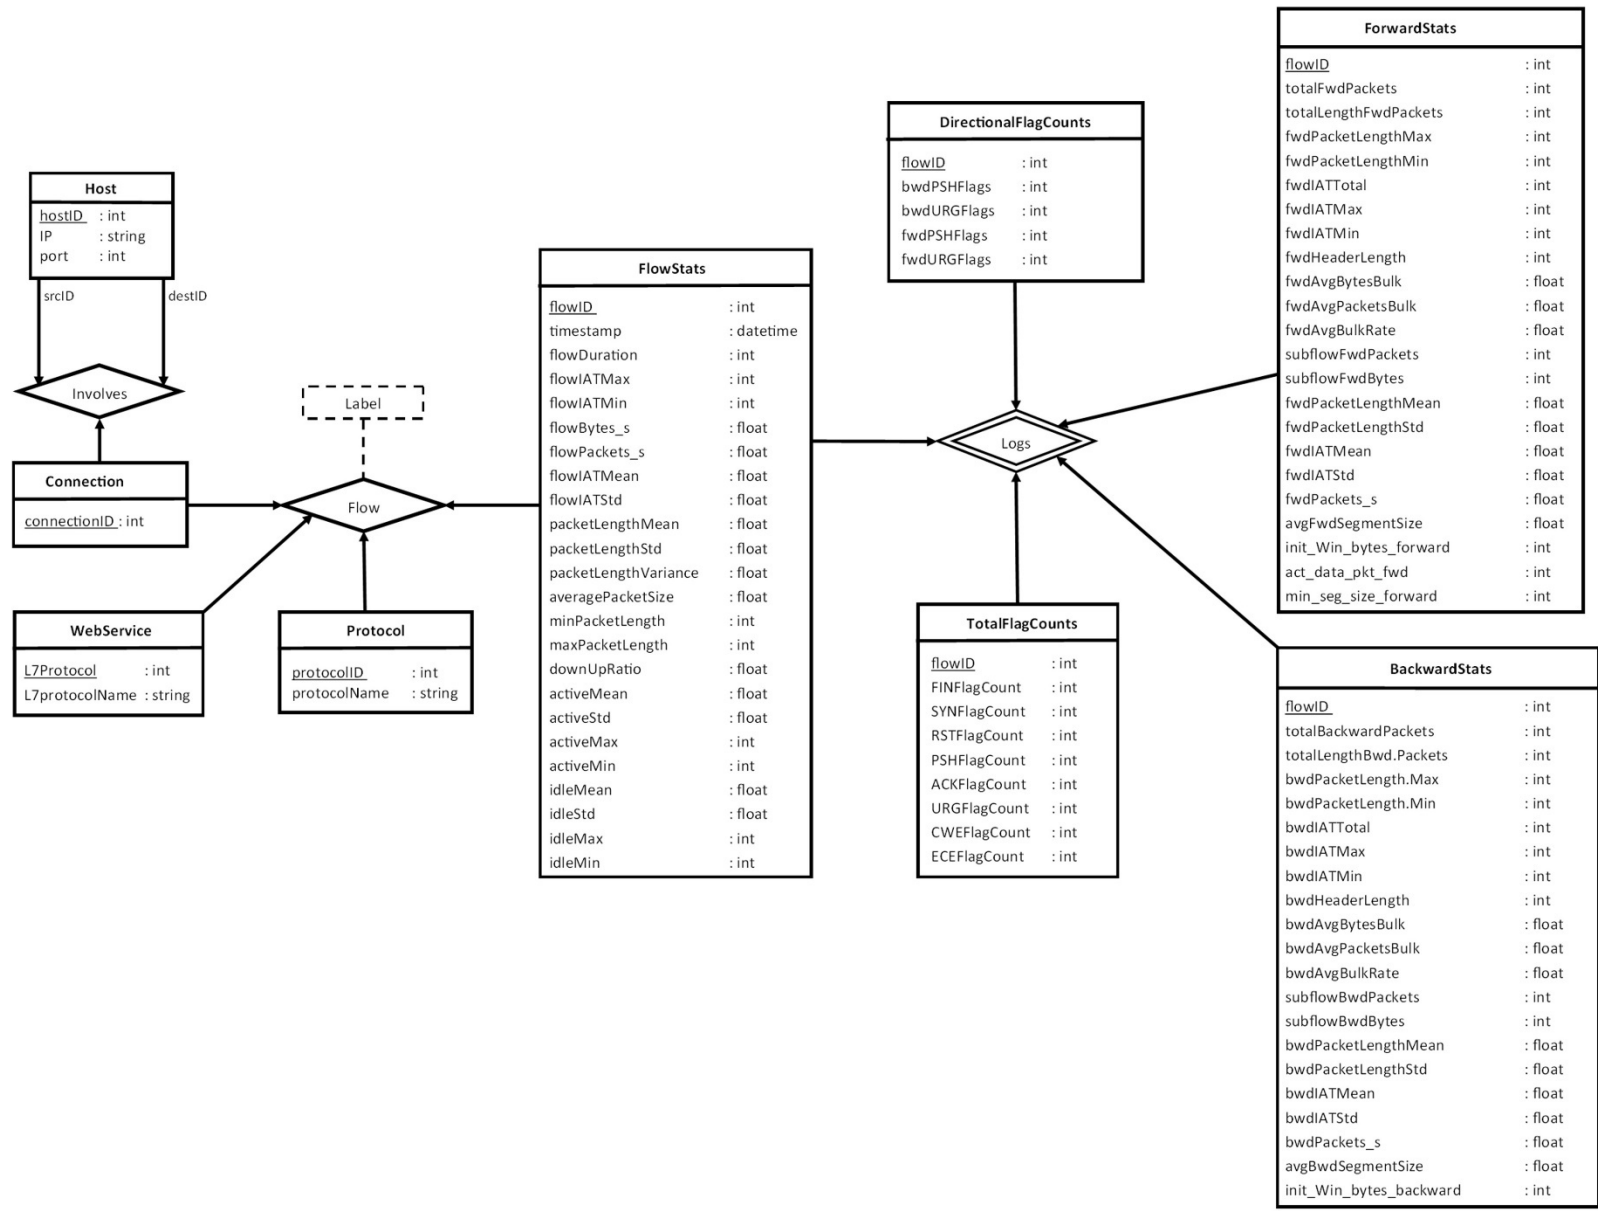 Host
hostID : int
IP : string
port : int
srcID
destID
Involves
Connection
connectionID : int
Label
Flow
WebService
L7Protocol : int
L7protocolName : string
Protocol
protocolID : int
protocolName : string
FlowStats
flowID : int
timestamp : datetime
flowDuration : int
flowIATMax : int
flowIATMin : int
flowBytes_s : float
flowPackets_s : float
flowIATMean : float
flowIATStd : float
packetLengthMean : float
packetLengthStd : float
packetLengthVariance : float
averagePacketSize : float
minPacketLength : int
maxPacketLength : int
downUpRatio : float
activeMean : float
activeStd : float
activeMax : int
activeMin : int
idleMean : float
idleStd : float
idleMax : int
idleMin : int
DirectionalFlagCounts
flowID : int
bwdPSHFlags : int
bwdURGFlags : int
fwdPSHFlags : int
fwdURGFlags : int
Logs
TotalFlagCounts
flowID : int
FINFlagCount : int
SYNFlagCount : int
RSTFlagCount : int
PSHFlagCount : int
ACKFlagCount : int
URGFlagCount : int
CWEFlagCount : int
ECEFlagCount : int
ForwardStats
flowID : int
totalFwdPackets : int
totalLengthFwdPackets : int
fwdPacketLengthMax : int
fwdPacketLengthMin : int
fwdIATTotal : int
fwdIATMax : int
fwdIATMin : int
fwdHeaderLength : int
fwdAvgBytesBulk : float
fwdAvgPacketsBulk : float
fwdAvgBulkRate : float
subflowFwdPackets : int
subflowFwdBytes : int
fwdPacketLengthMean : float
fwdPacketLengthStd : float
fwdIATMean : float
fwdIATStd : float
fwdPackets_s : float
avgFwdSegmentSize : float
init_Win_bytes_forward : int
act_data_pkt_fwd : int
min_seg_size_forward : int
BackwardStats
flowID : int
totalBackwardPackets : int
totalLengthBwd.Packets : int
bwdPacketLength.Max : int
bwdPacketLength.Min : int
bwdIATTotal : int
bwdIATMax : int
bwdIATMin : int
bwdHeaderLength : int
bwdAvgBytesBulk : float
bwdAvgPacketsBulk : float
bwdAvgBulkRate : float
subflowBwdPackets : int
subflowBwdBytes : int
bwdPacketLengthMean : float
bwdPacketLengthStd : float
bwdIATMean : float
bwdIATStd : float
bwdPackets_s : float
avgBwdSegmentSize : float
init_Win_bytes_backward : int